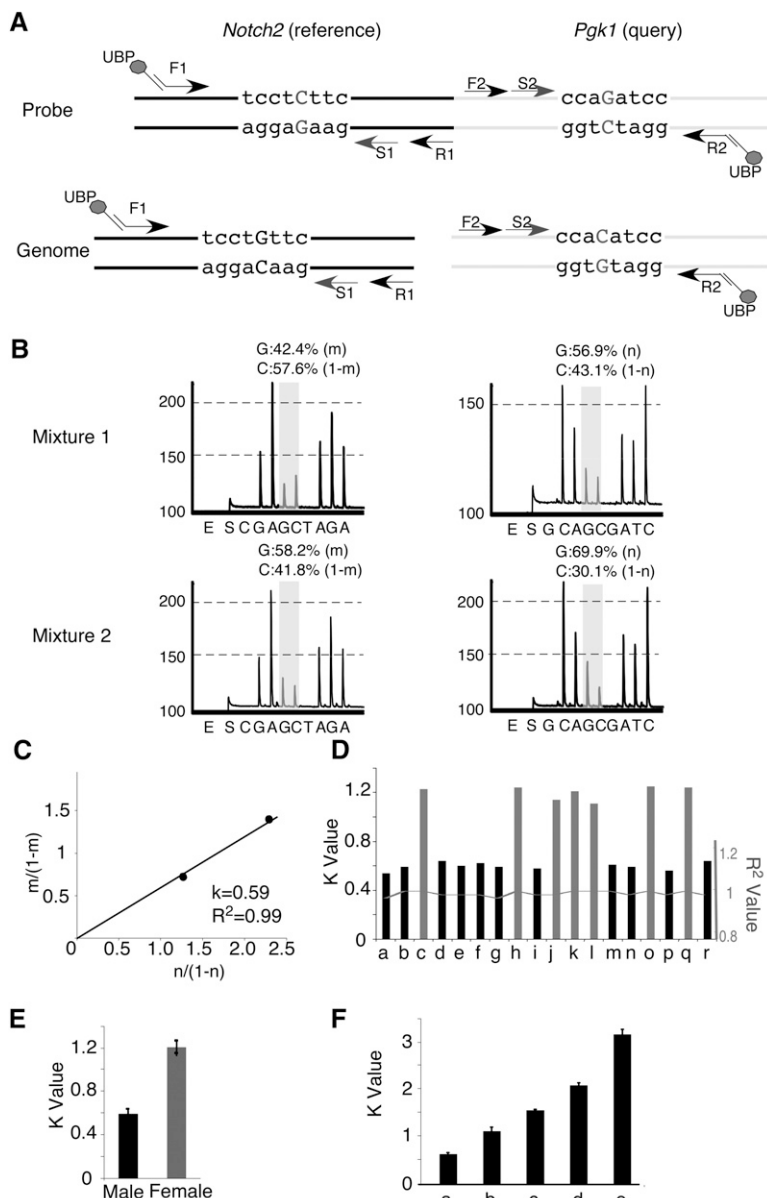 A
Notch2 (reference)
Pgk1 (query)
UBP
F1
F2
S2
tcctCttc
ccaGatcc
Probe
aggaGaag
ggtCtagg
S1
R1
R2
UBP
UBP
F1
F2
S2
tcctGttc
ccaCatcc
Genome
aggaCaag
ggtGtagg
S1
R1
R2
UBP
B
G:42.4% (m)
C:57.6% (1-m)
G:56.9% (n)
C:43.1% (1-n)
Mixture 1
200
150
100
E S C G A G C T A G A
150
100
E S G C A G C G A T C
G:58.2% (m)
C:41.8% (1-m)
G:69.9% (n)
C:30.1% (1-n)
Mixture 2
200
150
100
E S C G A G C T A G A
200
150
100
E S G C A G C G A T C
C
m/(1-m)
1.5
1
0.5
0
k=0.59
R²=0.99
0.5 1.0 1.5 2.0 2.5
n/(1-n)
D
K Value
1.2
0.8
0.4
0
a b c d e f g h i j k l m n o p q r
1.2
1
0.8
R² Value
E
K Value
1.2
0.8
0.4
0
Male Female
F
K Value
3
2
1
0